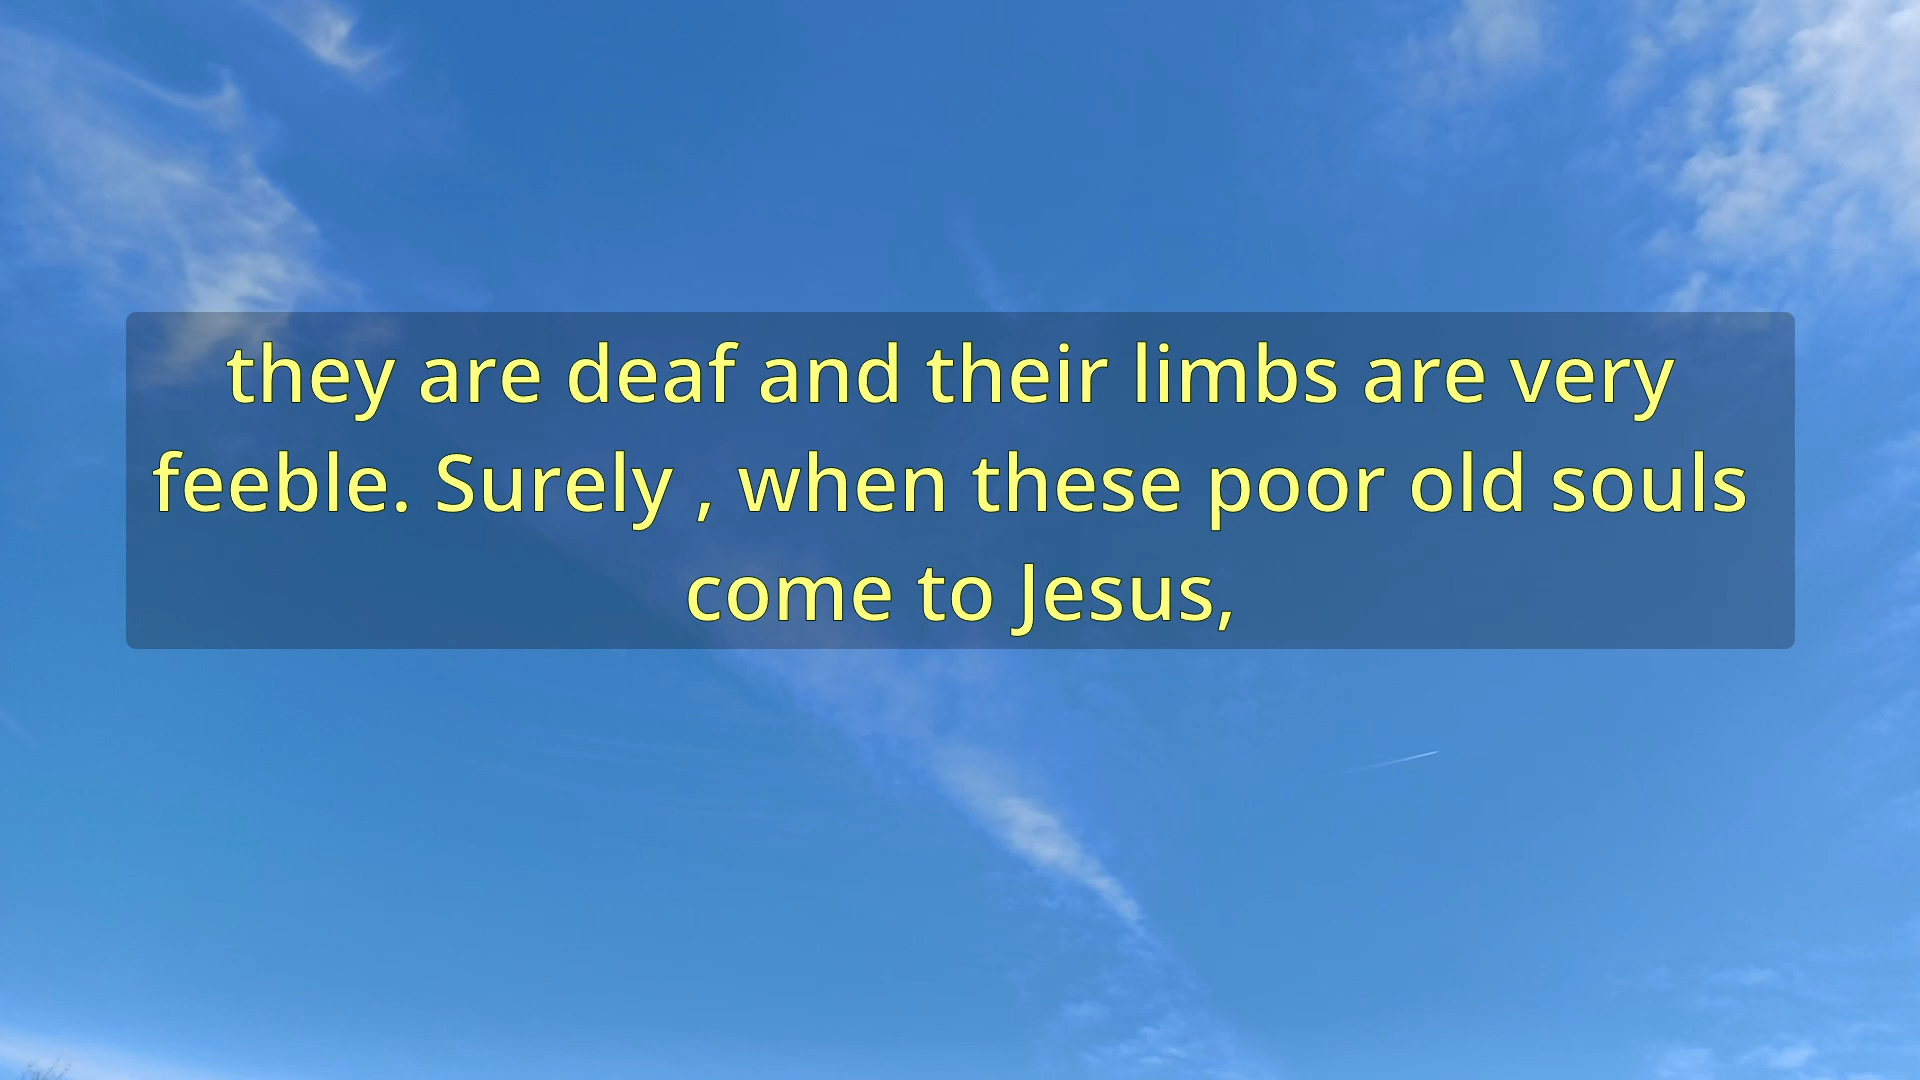 they are deaf and their limbs are very
feeble. Surely , when these poor old souls
come to Jesus,